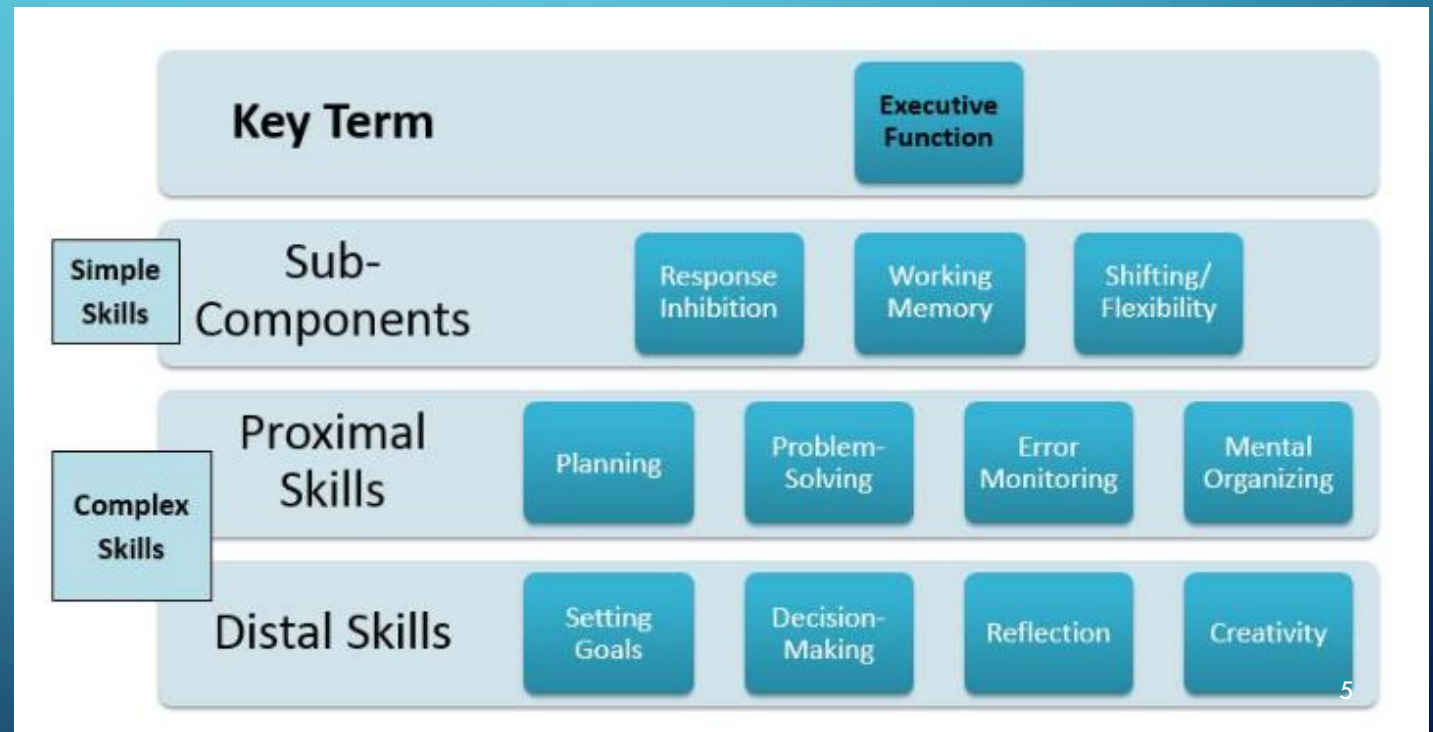 Key Term
Executive
Function
Simple
Skills
Sub-
Components
Response
Inhibition
Working
Memory
Shifting/
Flexibility
Complex
Skills
Proximal
Skills
Planning
Problem-
Solving
Error
Monitoring
Mental
Organizing
Distal Skills
Setting
Goals
Decision-
Making
Reflection
Creativity
5